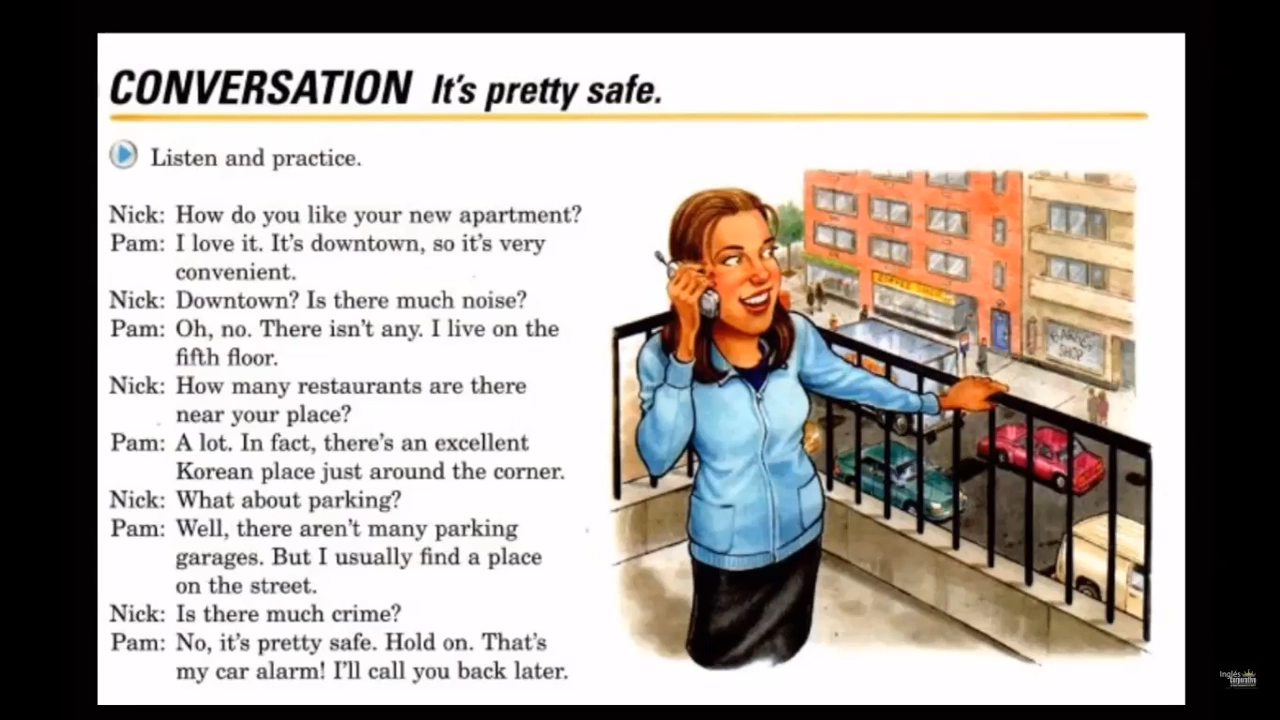 CONVERSATION It's pretty safe.
Listen and practice.
Nick: How do you like your new apartment?
Pam: I love it. It's downtown, so it's very
convenient.
Nick: Downtown? Is there much noise?
Pam: Oh, no. There isn't any. I live on the
fifth floor.
Nick: How many restaurants are there
near your place?
Pam: A lot. In fact, there's an excellent
Korean place just around the corner.
Nick: What about parking?
Pam: Well, there aren't many parking
garages. But I usually find a place
on the street.
Nick: Is there much crime?
Pam: No, it's pretty safe. Hold on. That's
my car alarm! I'll call you back later.
COFFEE
SHOP
Inglés
Corporativo